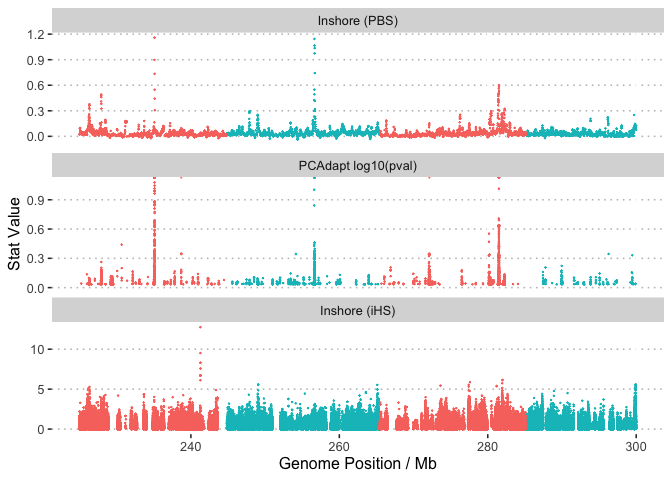 Inshore (PBS)
1.2
0.9
0.6
0.3
0.0
PCAdapt log10(pval)
0.9
0.6
0.3
0.0
Stat Value
Inshore (iHS)
10
5
0
240 260 280 300
Genome Position / Mb